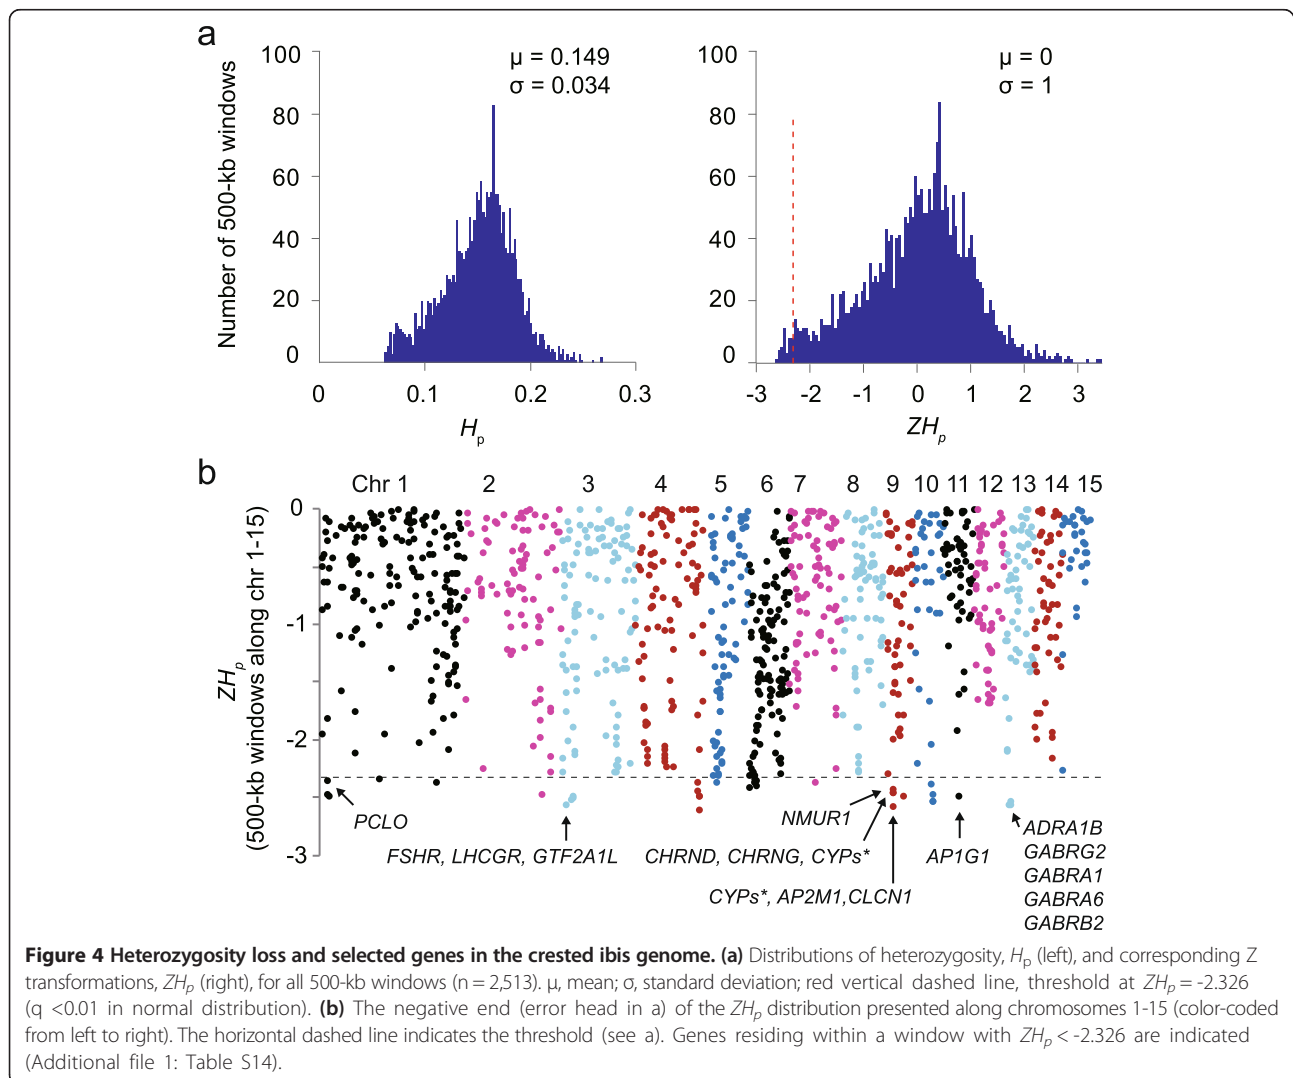 a
100
80
60
40
20
0
Number of 500-kb windows
μ = 0.149
σ = 0.034
0
0.1
0.2
0.3
Hp
100
80
60
40
20
0
μ = 0
σ = 1
-3
-2
-1
0
1
2
3
ZHp
b
Chr 1 2 3 4 5 6 7 8 9 10 11 12 13 14 15
0
-1
-2
-3
ZHp
(500-kb windows along chr 1-15)
PCLO
FSHR, LHCGR, GTF2A1L
NMUR1
CHRND, CHRNG, CYPs*
CYPs*, AP2M1,CLCN1
AP1G1
ADRA1B
GABRG2
GABRA1
GABRA6
GABRB2
Figure 4 Heterozygosity loss and selected genes in the crested ibis genome. (a) Distributions of heterozygosity, Hp (left), and corresponding Z
transformations, ZHp (right), for all 500-kb windows (n = 2,513). μ, mean; σ, standard deviation; red vertical dashed line, threshold at ZHp = -2.326
(q <0.01 in normal distribution). (b) The negative end (error head in a) of the ZHp distribution presented along chromosomes 1-15 (color-coded
from left to right). The horizontal dashed line indicates the threshold (see a). Genes residing within a window with ZHp < -2.326 are indicated
(Additional file 1: Table S14).